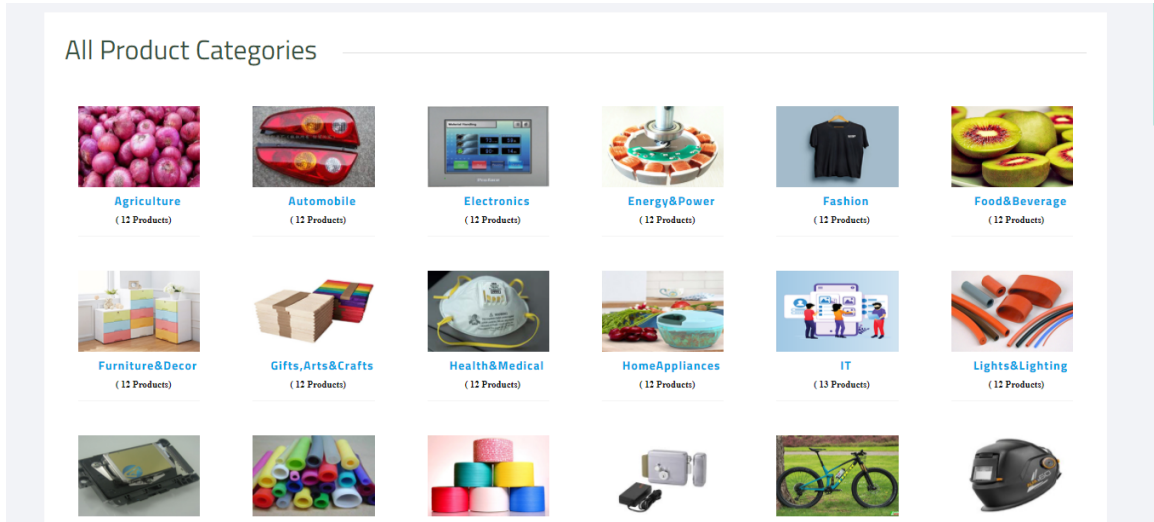 All Product Categories
Agriculture
( 12 Products)
Automobile
( 12 Products)
Electronics
( 12 Products)
Energy&Power
( 12 Products)
Fashion
( 12 Products)
Food&Beverage
( 12 Products)
Furniture&Decor
( 12 Products)
Gifts,Arts&Crafts
( 12 Products)
Health&Medical
( 12 Products)
HomeAppliances
( 12 Products)
IT
( 13 Products)
Lights&Lighting
( 12 Products)